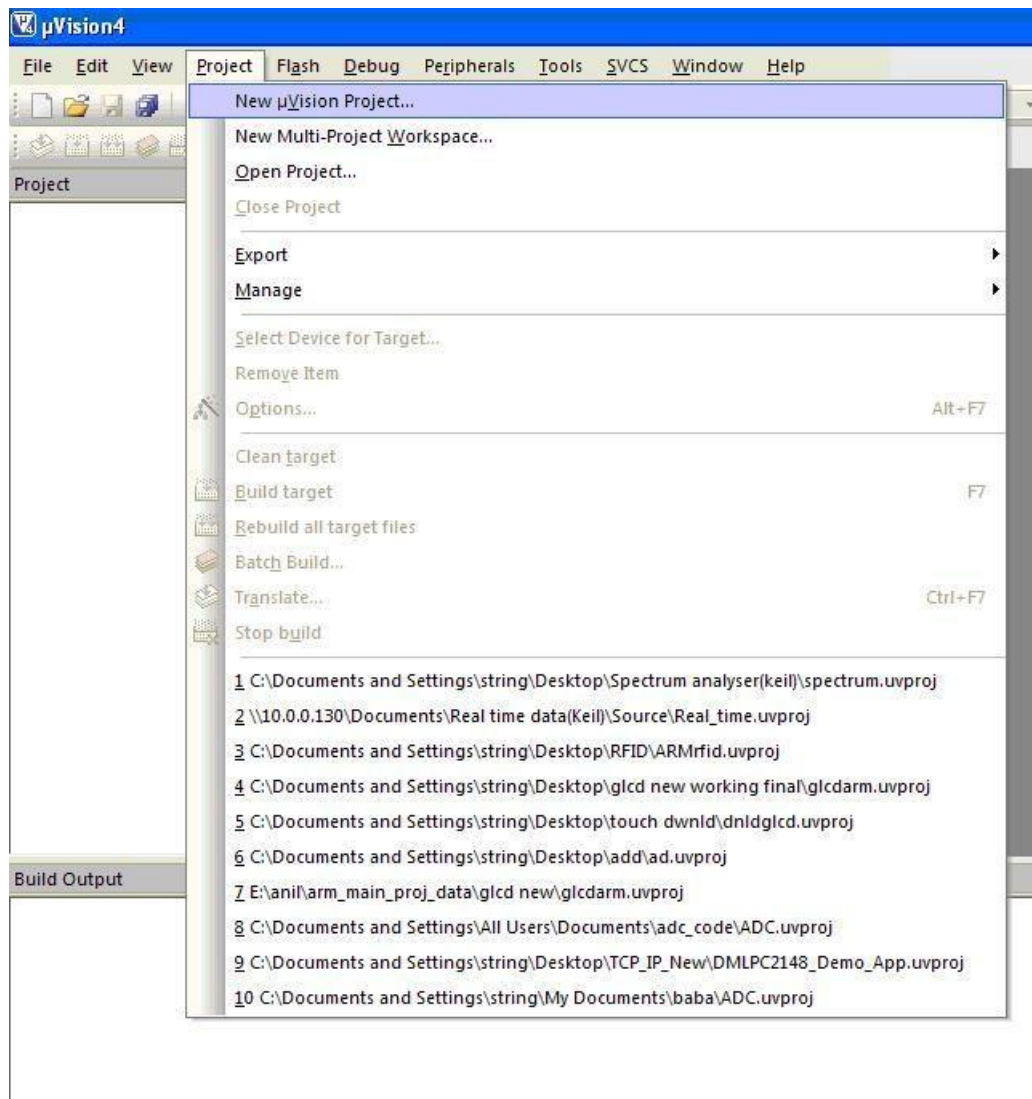 µVision4
File Edit View Project Flash Debug Peripherals Tools SVCS Window Help
New µVision Project...
New Multi-Project Workspace...
Project
Open Project...
Close Project
Export
Manage
Select Device for Target...
Remove Item
Options... Alt+F7
Clean target
Build target F7
Rebuild all target files
Batch Build...
Translate... Ctrl+F7
Stop build
1 C:\Documents and Settings\string\Desktop\Spectrum analyser(keil)\spectrum.uvproj
2 \\10.0.0.130\Documents\Real time data(Keil)\Source\Real_time.uvproj
3 C:\Documents and Settings\string\Desktop\RFID\ARMrfid.uvproj
4 C:\Documents and Settings\string\Desktop\glcd new working final\glcdarm.uvproj
5 C:\Documents and Settings\string\Desktop\touch dwnld\dnldglcd.uvproj
6 C:\Documents and Settings\string\Desktop\add\ad.uvproj
Build Output
7 E:\anil\arm_main_proj_data\glcd new\glcdarm.uvproj
8 C:\Documents and Settings\All Users\Documents\adc_code\ADC.uvproj
9 C:\Documents and Settings\string\Desktop\TCP_IP_New\DMLPC2148_Demo_App.uvproj
10 C:\Documents and Settings\string\My Documents\baba\ADC.uvproj